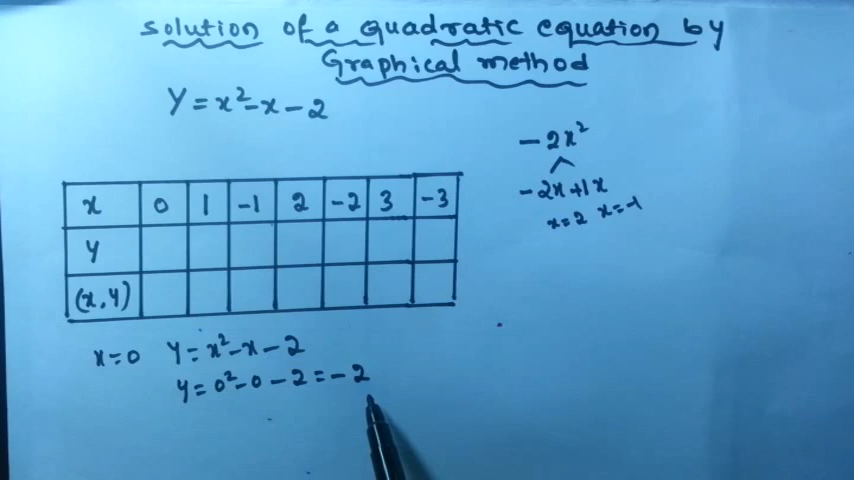 solution of a quadratic equation by
Graphical method
Y = x² - x - 2
- 2x²
- 2x + 1x
x = 2 x = -1
x 0 1 -1 2 -2 3 -3
y
(x, y)
x = 0 y = x² - x - 2
y = 0² - 0 - 2 = - 2